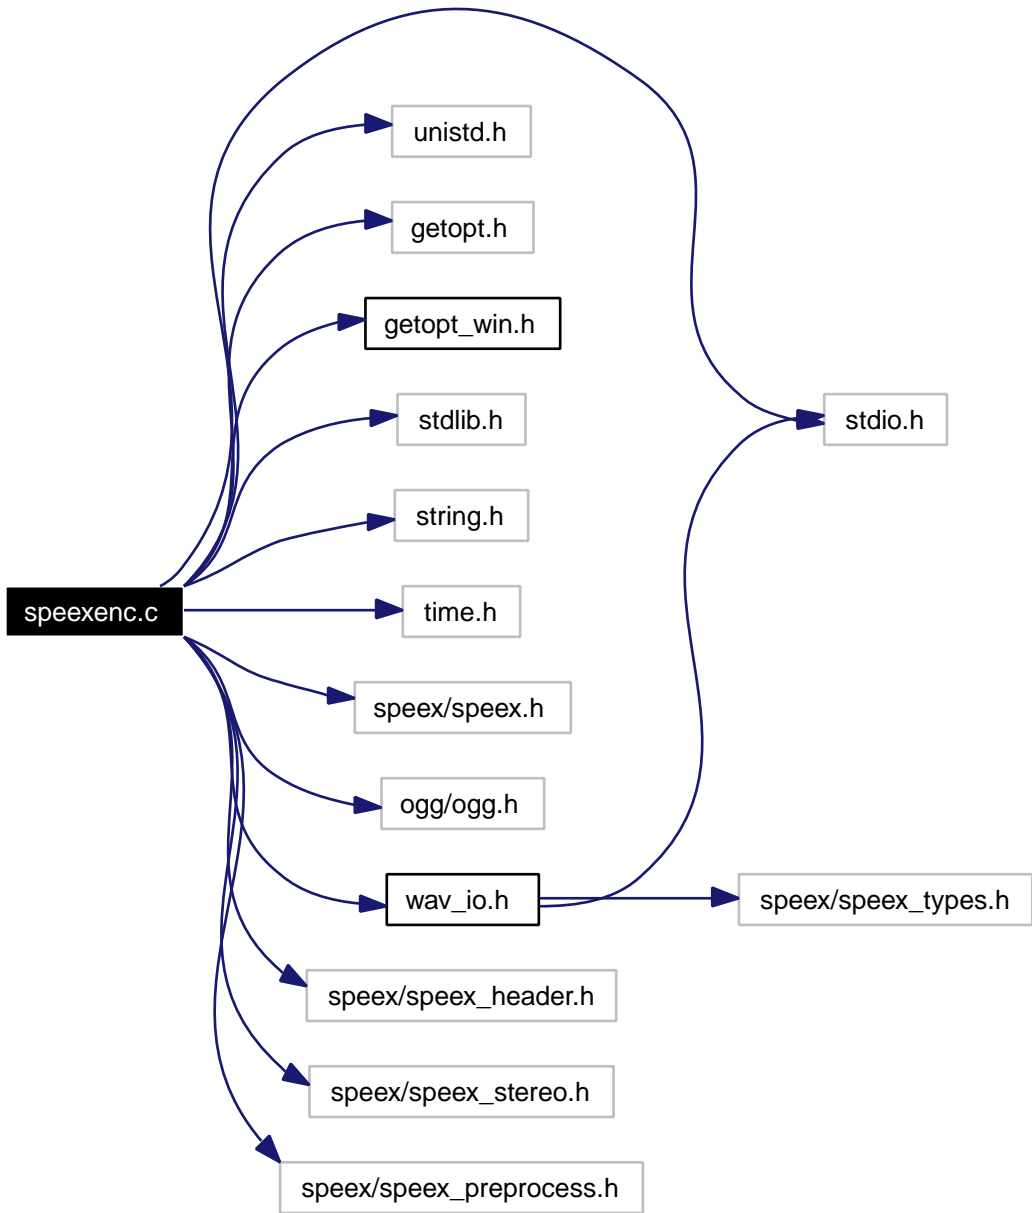 unistd.h
getopt.h
getopt_win.h
stdlib.h
stdio.h
string.h
speexenc.c
time.h
speex/speex.h
ogg/ogg.h
wav_io.h
speex/speex_types.h
speex/speex_header.h
speex/speex_stereo.h
speex/speex_preprocess.h